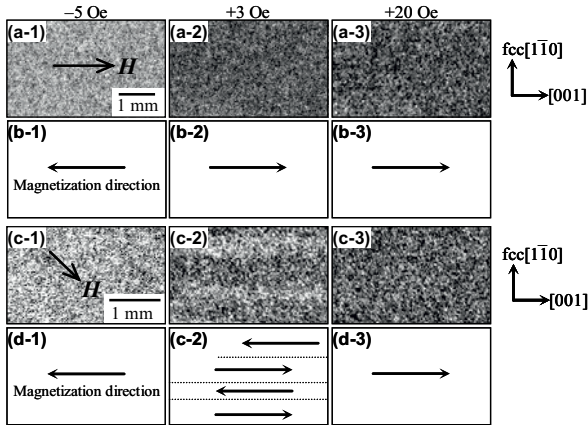 −5 Oe +3 Oe +20 Oe
(a-1) (a-2) (a-3)
H
1 mm
fcc[11̅0]
[001]
(b-1) (b-2) (b-3)
Magnetization direction
(c-1) (c-2) (c-3)
H
1 mm
fcc[11̅0]
[001]
(d-1) (c-2) (d-3)
Magnetization direction